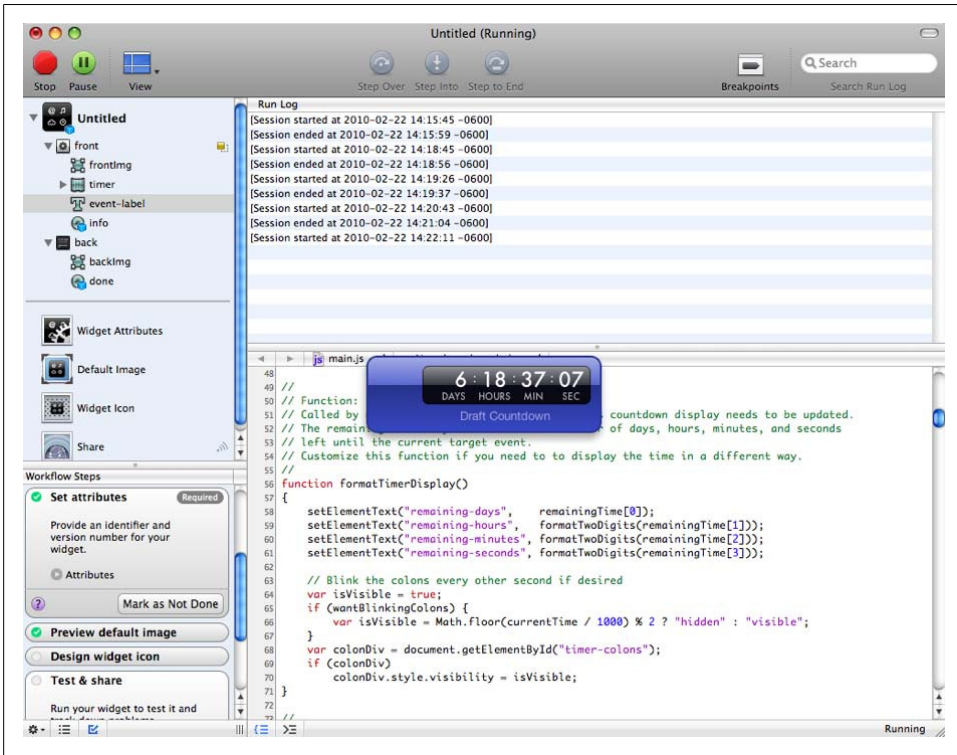 Untitled (Running)
Stop Pause View Step Over Step Into Step to End Breakpoints Search Search Run Log
Untitled
front
frontImg
timer
event-label
info
back
backImg
done
Widget Attributes
Default Image
Widget Icon
Share
Workflow Steps
Set attributes Required
Provide an identifier and
version number for your
widget.
Attributes
? Mark as Not Done
Preview default image
Design widget icon
Test & share
Run your widget to test it and
Run Log
[Session started at 2010-02-22 14:15:45 -0600]
[Session ended at 2010-02-22 14:15:59 -0600]
[Session started at 2010-02-22 14:18:45 -0600]
[Session ended at 2010-02-22 14:18:56 -0600]
[Session started at 2010-02-22 14:19:26 -0600]
[Session ended at 2010-02-22 14:19:37 -0600]
[Session started at 2010-02-22 14:20:43 -0600]
[Session ended at 2010-02-22 14:21:04 -0600]
[Session started at 2010-02-22 14:22:11 -0600]
js main.js
6 : 18 : 37 : 07
DAYS HOURS MIN SEC
Draft Countdown
48
49 //
50 // Function:
51 // Called by countdown display needs to be updated.
52 // The of days, hours, minutes, and seconds
53 // left until the current target event.
54 // Customize this function if you need to to display the time in a different way.
55 //
56 function formatTimerDisplay()
57 {
58 setElementText("remaining-days", remainingTime[0]);
59 setElementText("remaining-hours", formatTwoDigits(remainingTime[1]));
60 setElementText("remaining-minutes", formatTwoDigits(remainingTime[2]));
61 setElementText("remaining-seconds", formatTwoDigits(remainingTime[3]));
62
63 // Blink the colons every other second if desired
64 var isVisible = true;
65 if (wantBlinkingColons) {
66 var isVisible = Math.floor(currentTime / 1000) % 2 ? "hidden" : "visible";
67 }
68 var colonDiv = document.getElementById("timer-colons");
69 if (colonDiv)
70 colonDiv.style.visibility = isVisible;
71 }
72
73 //
Running